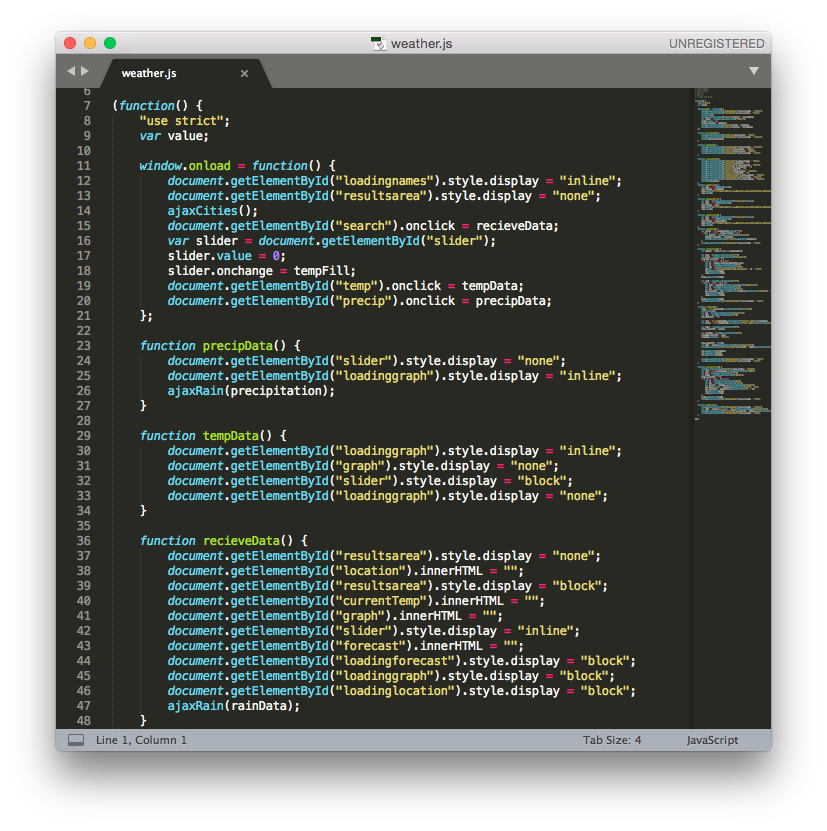 weather.js
UNREGISTERED
weather.js ×
6
7 (function() {
8     "use strict";
9     var value;
10
11     window.onload = function() {
12         document.getElementById("loadingnames").style.display = "inline";
13         document.getElementById("resultsarea").style.display = "none";
14         ajaxCities();
15         document.getElementById("search").onclick = recieveData;
16         var slider = document.getElementById("slider");
17         slider.value = 0;
18         slider.onchange = tempFill;
19         document.getElementById("temp").onclick = tempData;
20         document.getElementById("precip").onclick = precipData;
21     };
22
23     function precipData() {
24         document.getElementById("slider").style.display = "none";
25         document.getElementById("loadinggraph").style.display = "inline";
26         ajaxRain(precipitation);
27     }
28
29     function tempData() {
30         document.getElementById("loadinggraph").style.display = "inline";
31         document.getElementById("graph").style.display = "none";
32         document.getElementById("slider").style.display = "block";
33         document.getElementById("loadinggraph").style.display = "none";
34     }
35
36     function recieveData() {
37         document.getElementById("resultsarea").style.display = "none";
38         document.getElementById("location").innerHTML = "";
39         document.getElementById("resultsarea").style.display = "block";
40         document.getElementById("currentTemp").innerHTML = "";
41         document.getElementById("graph").innerHTML = "";
42         document.getElementById("slider").style.display = "inline";
43         document.getElementById("forecast").innerHTML = "";
44         document.getElementById("loadingforecast").style.display = "block";
45         document.getElementById("loadinggraph").style.display = "block";
46         document.getElementById("loadinglocation").style.display = "block";
47         ajaxRain(rainData);
48     }
Line 1, Column 1
Tab Size: 4
JavaScript